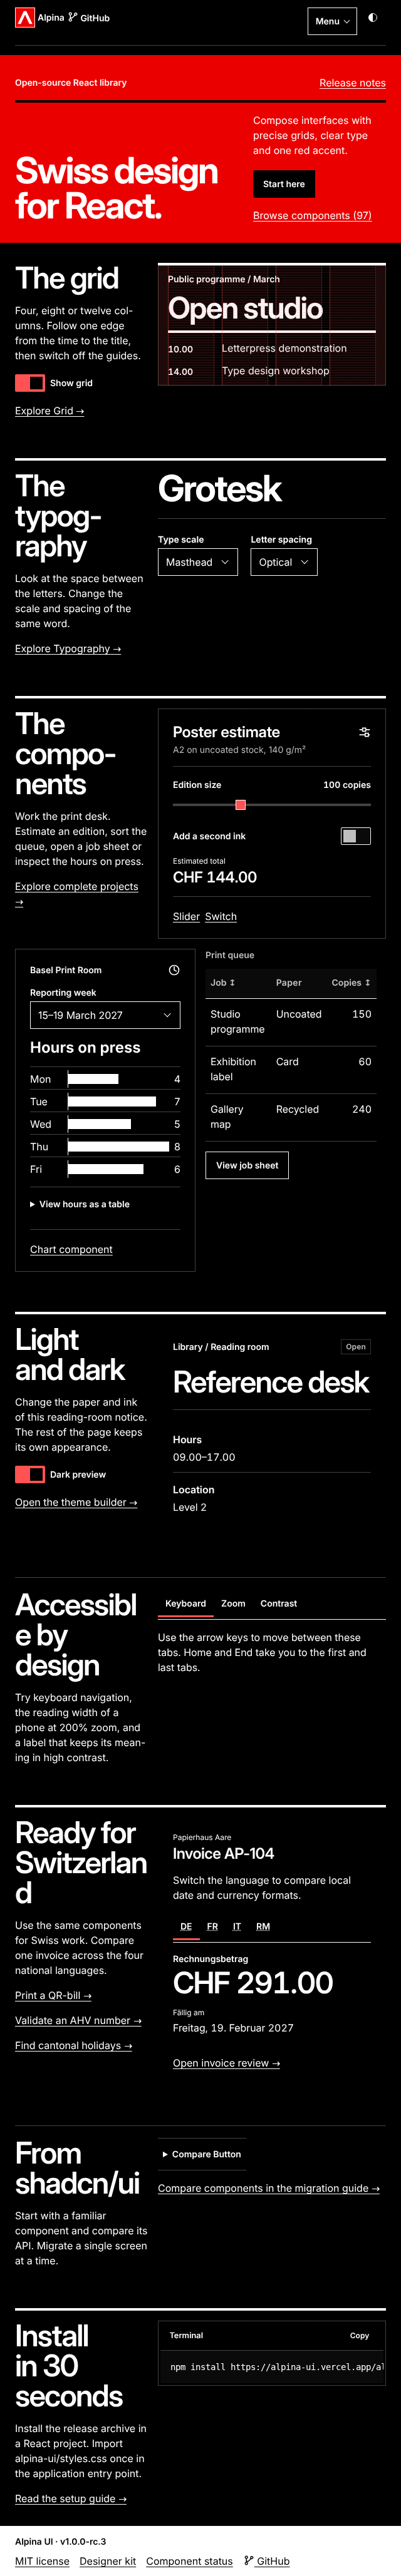 Alpina GitHub Menu
Open-source React library Release notes
Swiss design
for React.
Compose interfaces with
precise grids, clear type
and one red accent.
Start here
Browse components (97)
The grid
Four, eight or twelve col-
umns. Follow one edge
from the time to the title,
then switch off the guides.
Show grid
Explore Grid →
Public programme / March
Open studio
10.00 Letterpress demonstration
14.00 Type design workshop
The
typog-
raphy
Look at the space between
the letters. Change the
scale and spacing of the
same word.
Explore Typography →
Grotesk
Type scale Letter spacing
Masthead Optical
The
compo-
nents
Work the print desk.
Estimate an edition, sort the
queue, open a job sheet or
inspect the hours on press.
Explore complete projects
→
Poster estimate
A2 on uncoated stock, 140 g/m²
Edition size 100 copies
Add a second ink
Estimated total
CHF 144.00
Slider Switch
Basel Print Room
Reporting week
15–19 March 2027
Hours on press
Mon 4
Tue 7
Wed 5
Thu 8
Fri 6
View hours as a table
Chart component
Print queue
Job ↕ Paper Copies ↕
Studio
programme Uncoated 150
Exhibition
label Card 60
Gallery
map Recycled 240
View job sheet
Light
and dark
Change the paper and ink
of this reading-room notice.
The rest of the page keeps
its own appearance.
Dark preview
Open the theme builder →
Library / Reading room Open
Reference desk
Hours
09.00–17.00
Location
Level 2
Accessibl
e by
design
Try keyboard navigation,
the reading width of a
phone at 200% zoom, and
a label that keeps its mean-
ing in high contrast.
Keyboard Zoom Contrast
Use the arrow keys to move between these
tabs. Home and End take you to the first and
last tabs.
Ready for
Switzerlan
d
Use the same components
for Swiss work. Compare
one invoice across the four
national languages.
Print a QR-bill →
Validate an AHV number →
Find cantonal holidays →
Papierhaus Aare
Invoice AP-104
Switch the language to compare local
date and currency formats.
DE FR IT RM
Rechnungsbetrag
CHF 291.00
Fällig am
Freitag, 19. Februar 2027
Open invoice review →
From
shadcn/ui
Start with a familiar
component and compare its
API. Migrate a single screen
at a time.
Compare Button
Compare components in the migration guide →
Install
in 30
seconds
Install the release archive in
a React project. Import
alpina-ui/styles.css once in
the application entry point.
Read the setup guide →
Terminal Copy
npm install https://alpina-ui.vercel.app/al
Alpina UI · v1.0.0-rc.3
MIT license Designer kit Component status GitHub